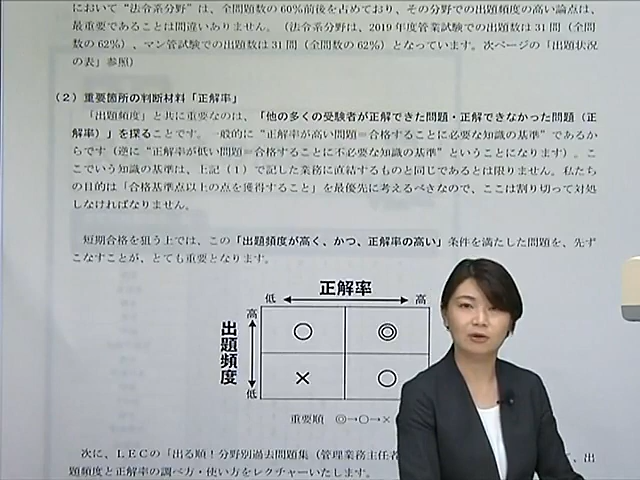 において“法令系分野”は、全問題数の60%前後を占めており、その分野での出題頻度の高い論点は、
最重要であることは間違いありません。（法令系分野は、2019年度管業試験での出題数は31問（全問
数の62%）、マン管試験での出題数は31問（全問数の62%）となっています。次ページの「出題状況
の表」参照）
（２）重要箇所の判断材料「正解率」
「出題頻度」と共に重要なのは、「他の多くの受験者が正解できた問題・正解できなかった問題（正
解率）」を探ることです。一般的に“正解率が高い問題＝合格することに必要な知識の基準”であるか
らです（逆に“正解率が低い問題＝合格することに不必要な知識の基準”ということになります）。こ
こでいう知識の基準は、上記（１）で記した業務に直結するものと同じであるとは限りません。私たち
の目的は「合格基準点以上の点を獲得すること」を最優先に考えるべきなので、ここは割り切って対処
しなければなりません。
短期合格を狙う上では、この「出題頻度が高く、かつ、正解率の高い」条件を満たした問題を、先ず
こなすことが、とても重要となります。
正解率
低 高
出題頻度
高
低
○ ◎
× ○
重要順 ◎→○→×
次に、ＬＥＣの「出る順！分野別過去問題集（管理業務主任者
て、出
題頻度と正解率の調べ方・使い方をレクチャーいたします。